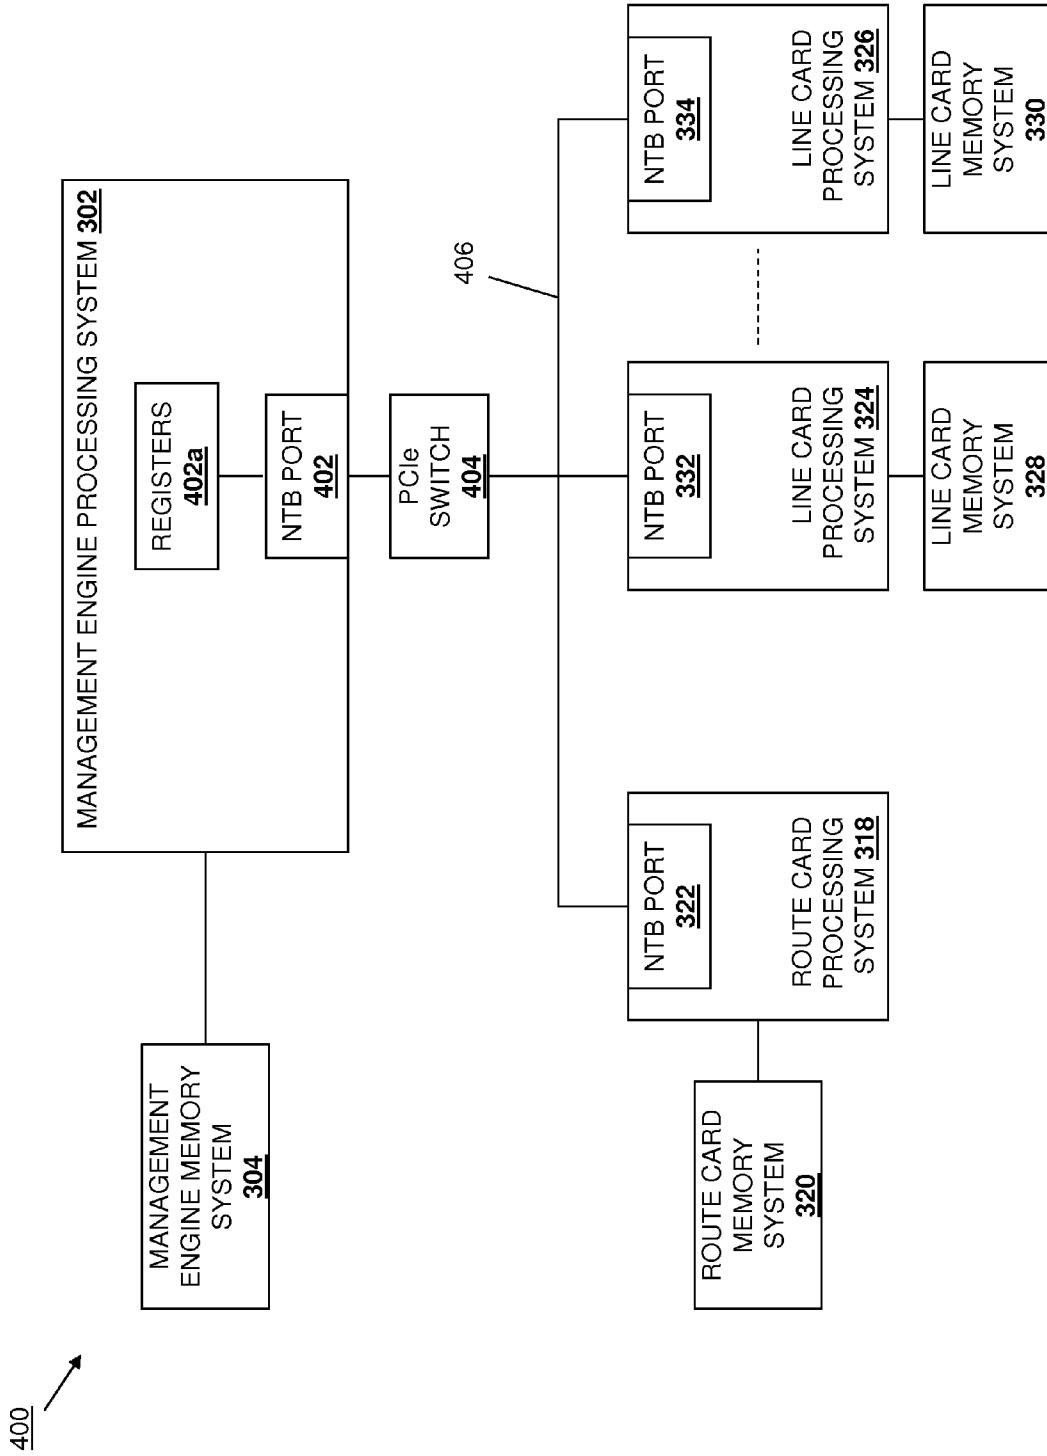 400
MANAGEMENT
ENGINE MEMORY
SYSTEM
304
MANAGEMENT ENGINE PROCESSING SYSTEM 302
REGISTERS
402a
NTB PORT
402
PCIe
SWITCH
404
406
ROUTE CARD
MEMORY
SYSTEM
320
NTB PORT
322
ROUTE CARD
PROCESSING
SYSTEM 318
NTB PORT
332
LINE CARD
PROCESSING
SYSTEM 324
LINE CARD
MEMORY
SYSTEM
328
NTB PORT
334
LINE CARD
PROCESSING
SYSTEM 326
LINE CARD
MEMORY
SYSTEM
330